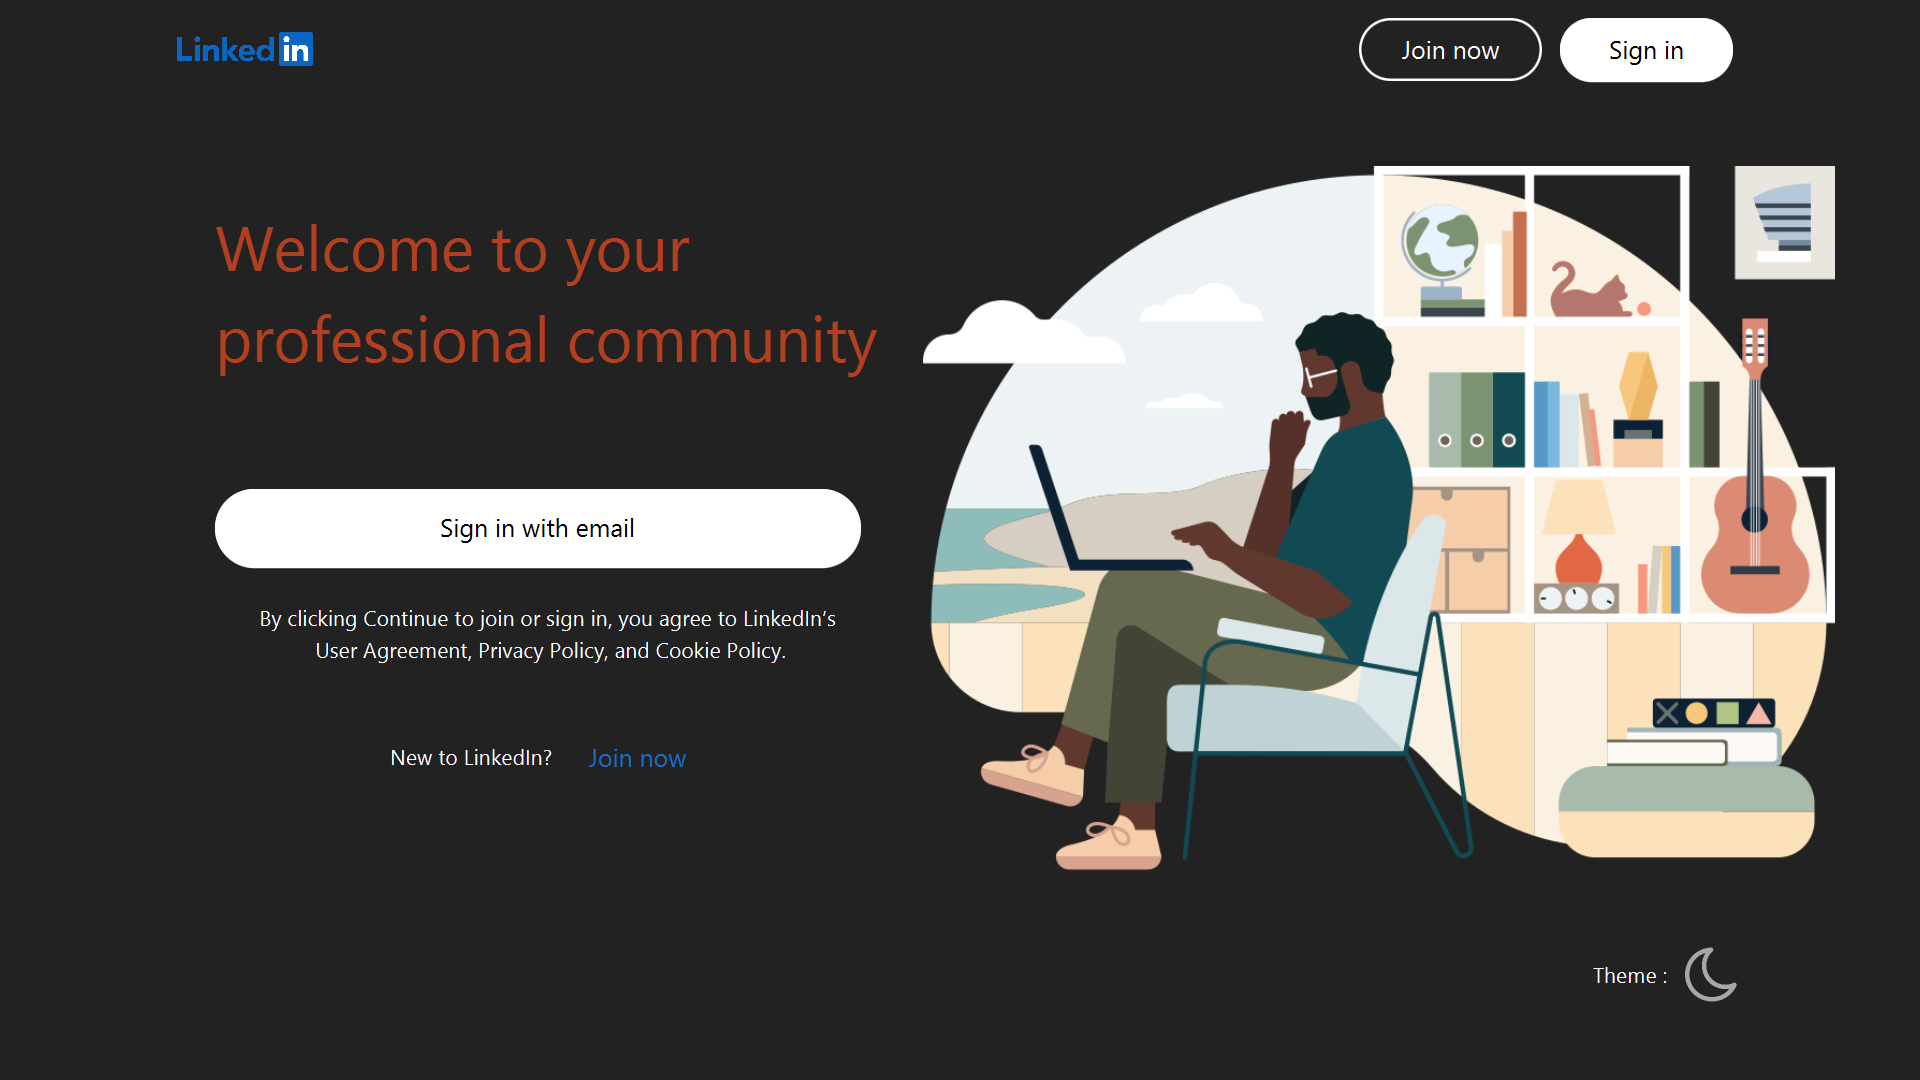 Linked in
Join now
Sign in
Welcome to your
professional community
Sign in with email
By clicking Continue to join or sign in, you agree to LinkedIn’s
User Agreement, Privacy Policy, and Cookie Policy.
New to LinkedIn? Join now
Theme :